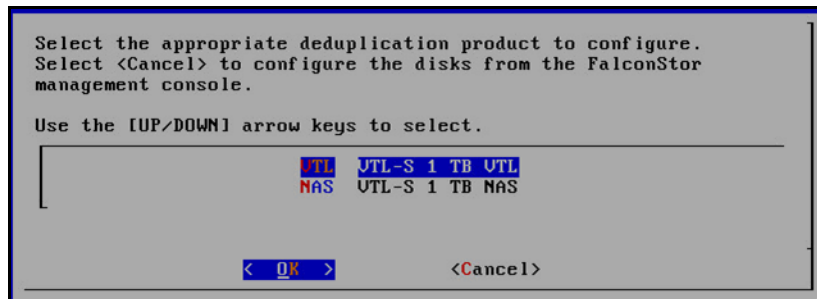 Select the appropriate deduplication product to configure.
Select <Cancel> to configure the disks from the FalconStor
management console.
Use the [UP/DOWN] arrow keys to select.
VTL VTL-S 1 TB VTL
NAS VTL-S 1 TB NAS
< OK > <Cancel>